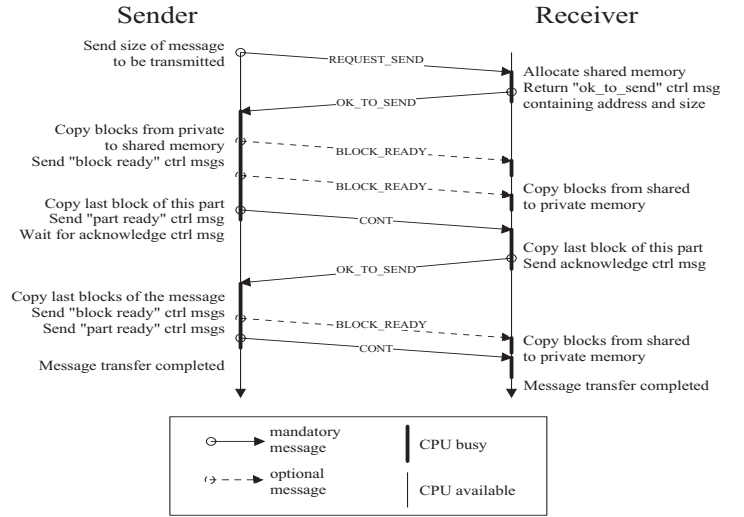 Sender
Receiver
Send size of message
to be transmitted
REQUEST_SEND
Allocate shared memory
Return "ok_to_send" ctrl msg
containing address and size
OK_TO_SEND
Copy blocks from private
to shared memory
Send "block ready" ctrl msgs
BLOCK_READY
BLOCK_READY
Copy blocks from shared
to private memory
Copy last block of this part
Send "part ready" ctrl msg
Wait for acknowledge ctrl msg
CONT
Copy last block of this part
Send acknowledge ctrl msg
OK_TO_SEND
Copy last blocks of the message
Send "block ready" ctrl msgs
Send "part ready" ctrl msgs
BLOCK_READY
CONT
Copy blocks from shared
to private memory
Message transfer completed
Message transfer completed
mandatory
message
CPU busy
optional
message
CPU available